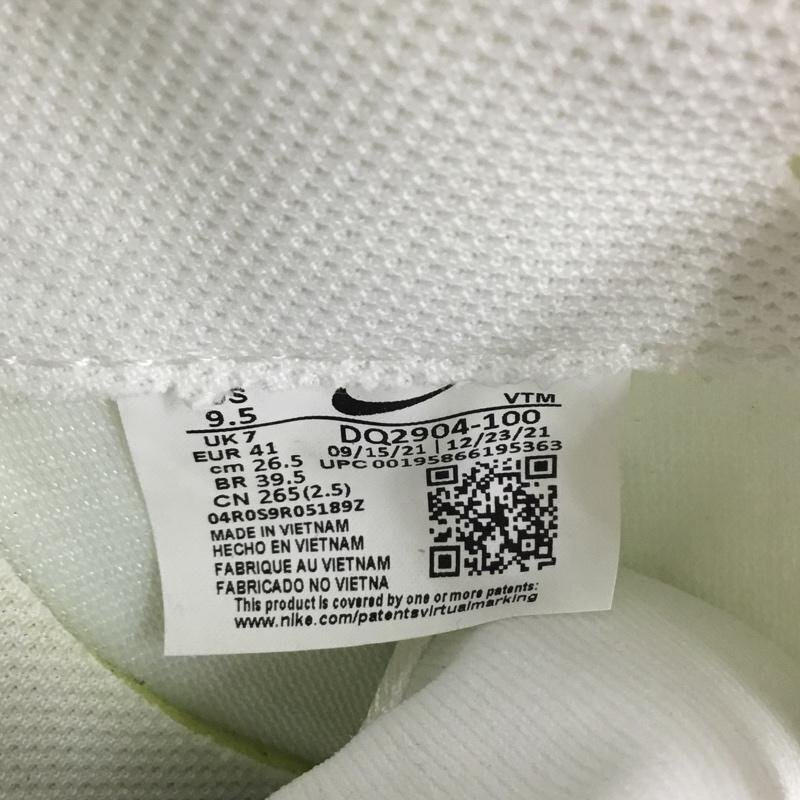 US
9.5
VTM
UK 7
DQ2904-100
EUR 41
09/15/21 | 12/23/21
cm 26.5
UPC 00195866195363
BR 39.5
CN 265(2.5)
04R0S9R05189Z
MADE IN VIETNAM
HECHO EN VIETNAM
FABRIQUE AU VIETNAM
FABRICADO NO VIETNA
This product is covered by one or more patents:
www.nike.com/patentsvirtualmarking